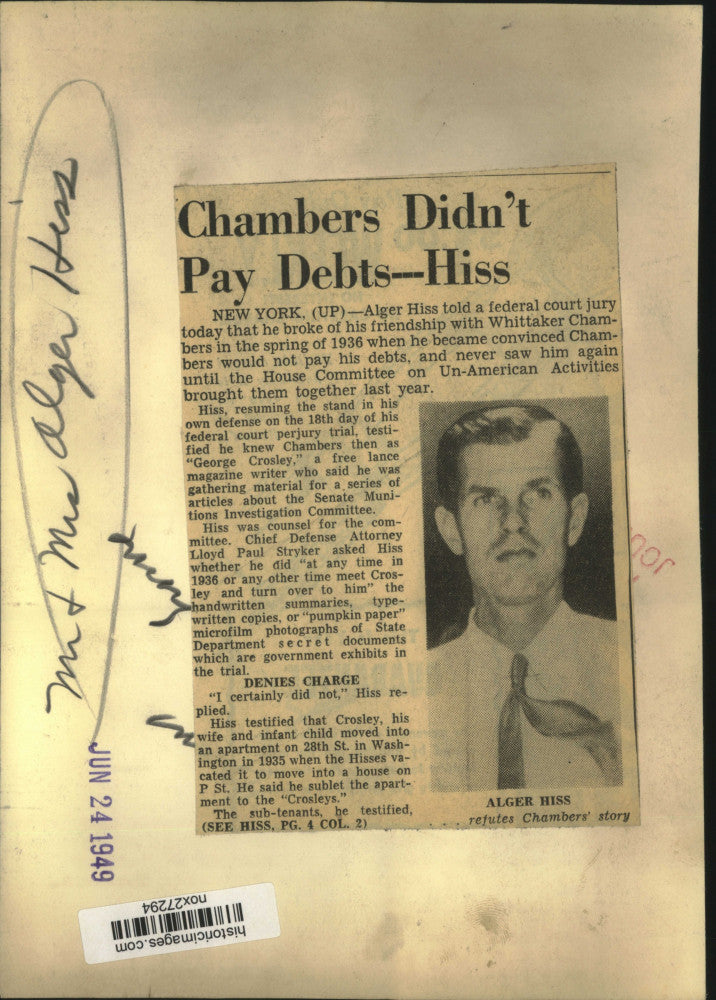 Mr & Mrs Alger Hiss
JUN 24 1949
Chambers Didn't
Pay Debts—Hiss
NEW YORK, (UP)—Alger Hiss told a federal court jury
today that he broke of his friendship with Whittaker Cham-
bers in the spring of 1936 when he became convinced Cham-
bers would not pay his debts, and never saw him again
until the House Committee on Un-American Activities
brought them together last year.
Hiss, resuming the stand in his
own defense on the 18th day of his
federal court perjury trial, testi-
fied he knew Chambers then as
"George Crosley," a free lance
magazine writer who said he was
gathering material for a series of
articles about the Senate Muni-
tions Investigation Committee.
Hiss was counsel for the com-
mittee. Chief Defense Attorney
Lloyd Paul Stryker asked Hiss
whether he did "at any time in
1936 or any other time meet Cros-
ley and turn over to him" the
handwritten summaries, type-
written copies, or "pumpkin paper"
microfilm photographs of State
Department secret documents
which are government exhibits in
the trial.
DENIES CHARGE
"I certainly did not," Hiss re-
plied.
Hiss testified that Crosley, his
wife and infant child moved into
an apartment on 28th St. in Wash-
ington in 1935 when the Hisses va-
cated it to move into a house on
P St. He said he sublet the apart-
ment to the "Crosleys."
The sub-tenants, he testified,
(SEE HISS, PG. 4 COL. 2)
ALGER HISS
. . . refutes Chambers' story
historicimages.com
nox27294